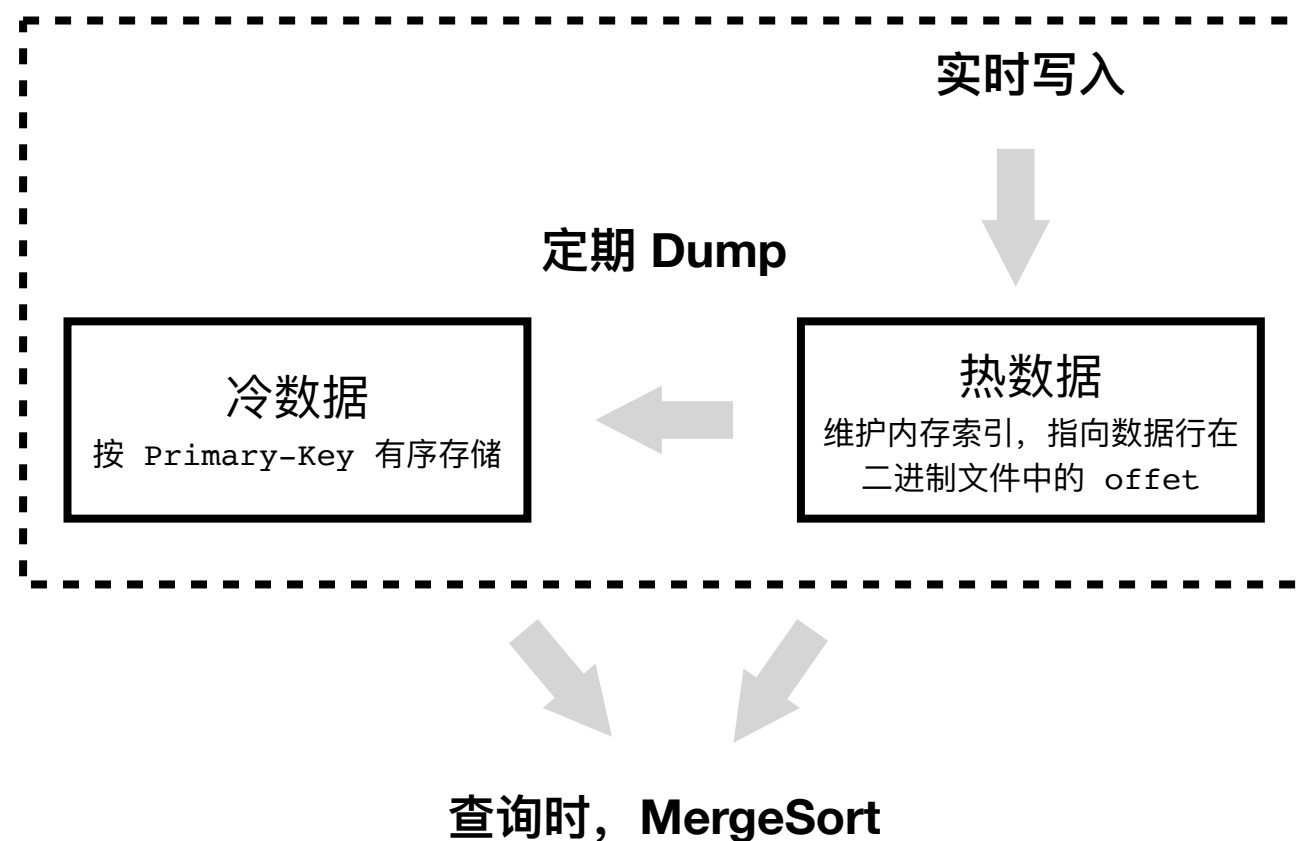 实时写入
定期 Dump
冷数据
按 Primary-Key 有序存储
热数据
维护内存索引，指向数据行在
二进制文件中的 offet
查询时，MergeSort